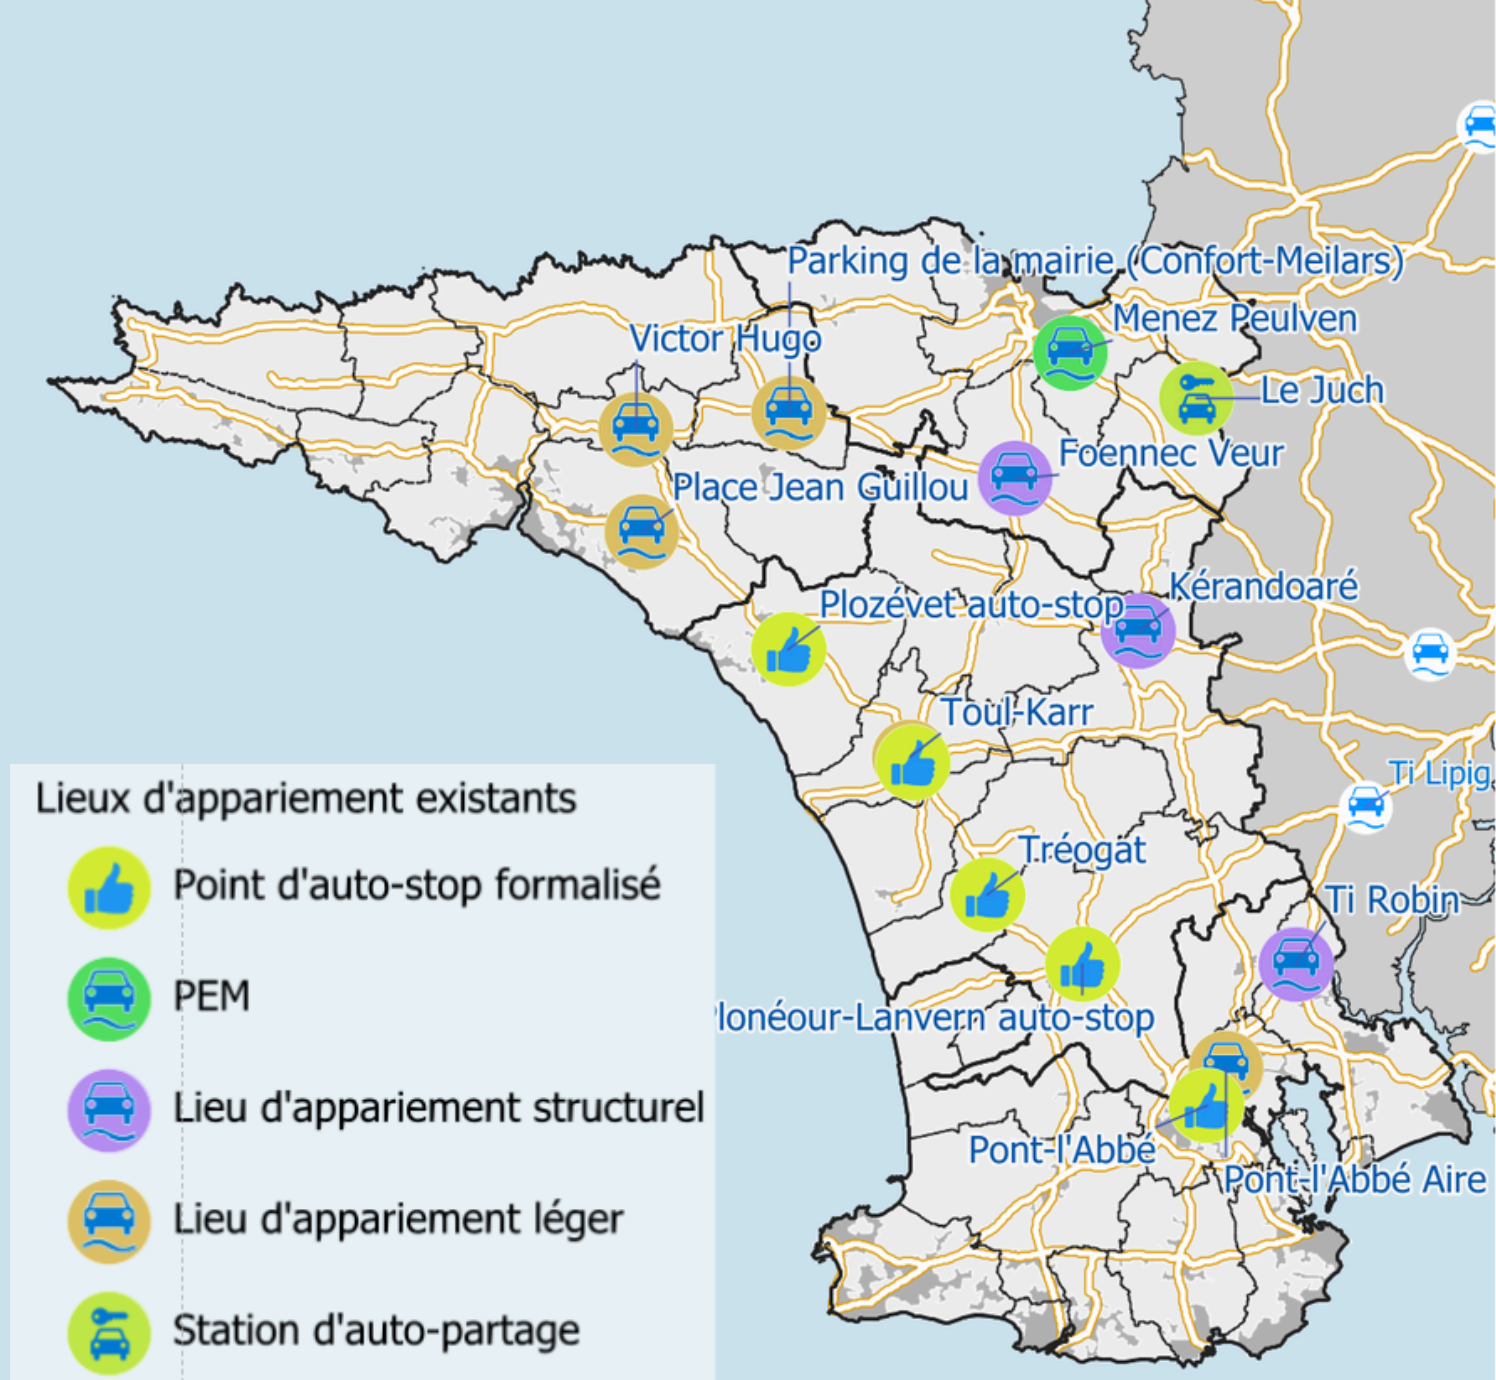 Parking de la mairie (Confort-Meilars)
Menez Peulven
Victor Hugo
Le Juch
Foennec Veur
Place Jean Guillou
Kérandoaré
Plozévet auto-stop
Toul-Karr
Ti Lipig
Tréogat
Ti Robin
lonéour-Lanvern auto-stop
Pont-l'Abbé
Pont-l'Abbé Aire
Lieux d'appariement existants
Point d'auto-stop formalisé
PEM
Lieu d'appariement structurel
Lieu d'appariement léger
Station d'auto-partage